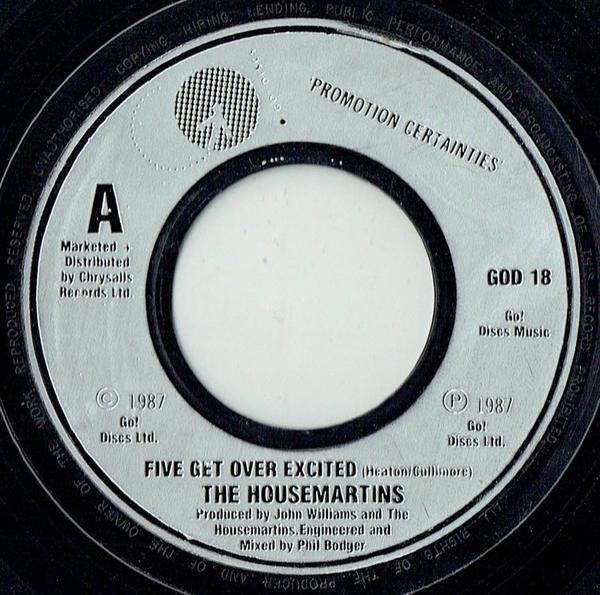 ALL RIGHTS OF THE PRODUCER AND OF THE OWNER OF THE WORK REPRODUCED RESERVED. UNAUTHORISED COPYING, HIRING, LENDING, PUBLIC PERFORMANCE AND BROADCASTING OF THIS RECORD PROHIBITED
'PROMOTION CERTAINTIES'
A
Marketed +
Distributed
by Chrysalis
Records Ltd.
GOD 18
Go!
Discs Music
© 1987
Go!
Discs Ltd.
℗ 1987
Go!
Discs Ltd.
FIVE GET OVER EXCITED (Heaton/Cullimore)
THE HOUSEMARTINS
Produced by John Williams and The
Housemartins.Engineered and
Mixed by Phil Bodger